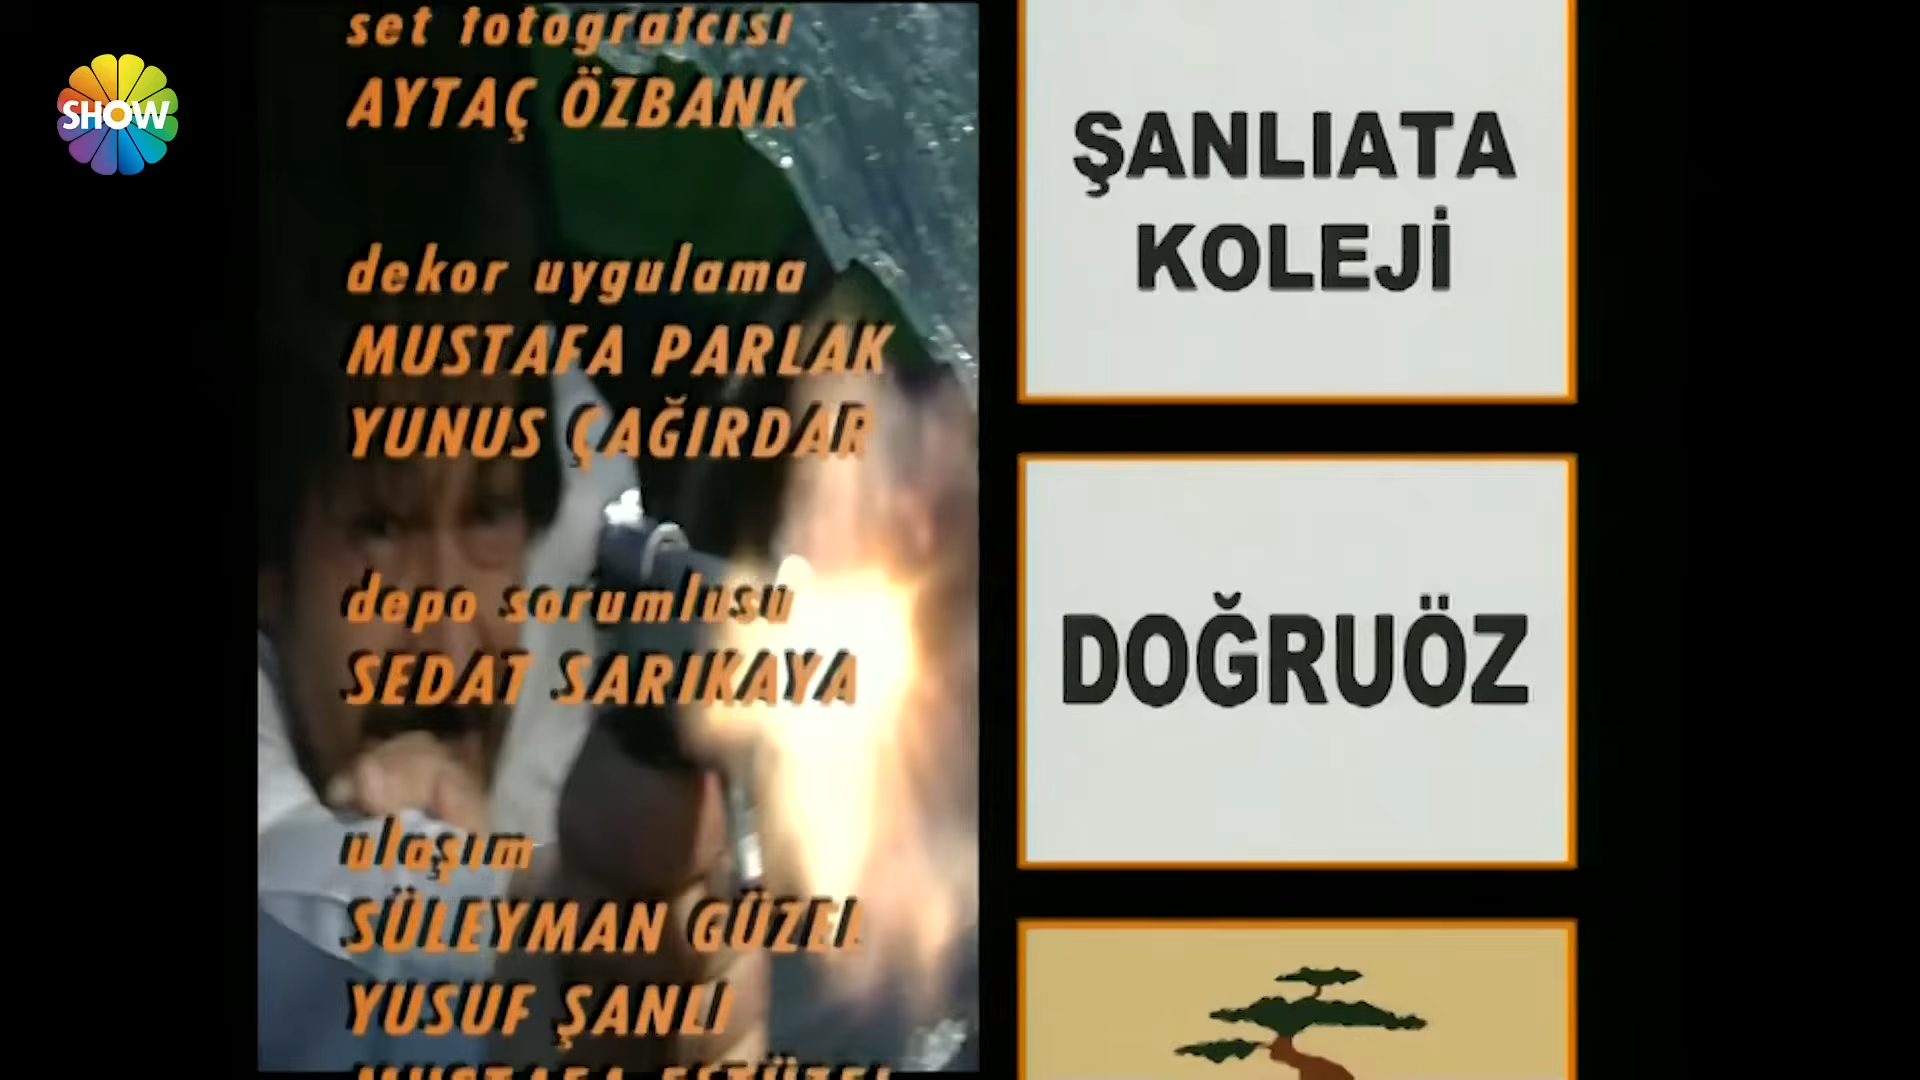 SHOW
set fotoğrafcısı
AYTAÇ ÖZBANK
dekor uygulama
MUSTAFA PARLAK
YUNUS ÇAĞIRDAR
depo sorumlusu
SEDAT SARIKAYA
ulaşım
SÜLEYMAN GÜZEL
YUSUF ŞANLI
ŞANLIATA
KOLEJİ
DOĞRUÖZ